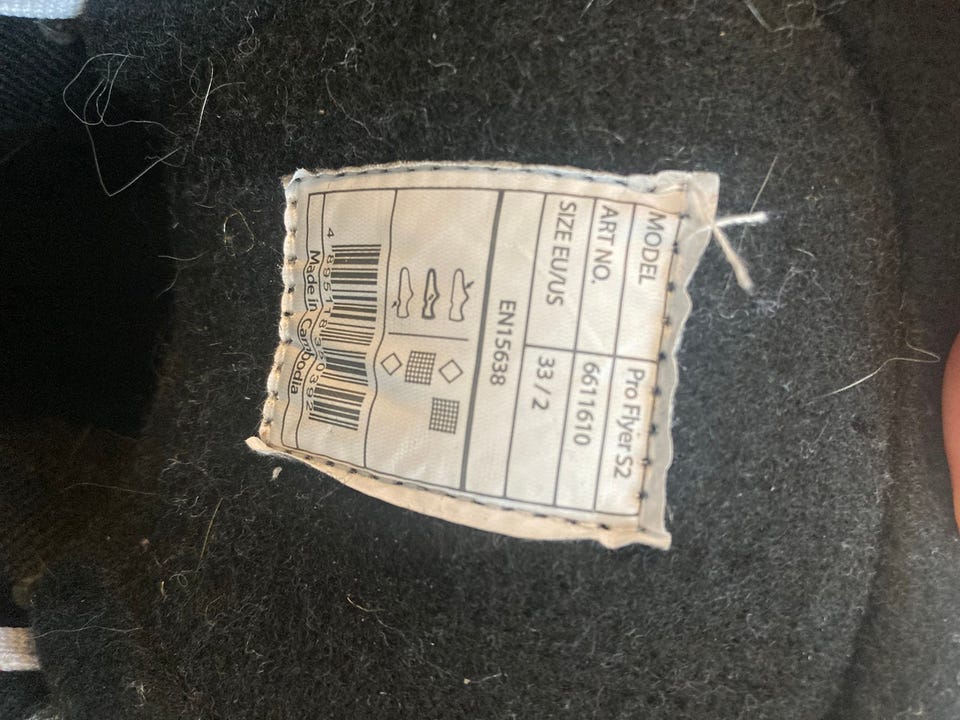 MODEL Pro Flyer S2
ART NO. 6611610
SIZE EU/US 33 / 2
EN15638
Made in Cambodia